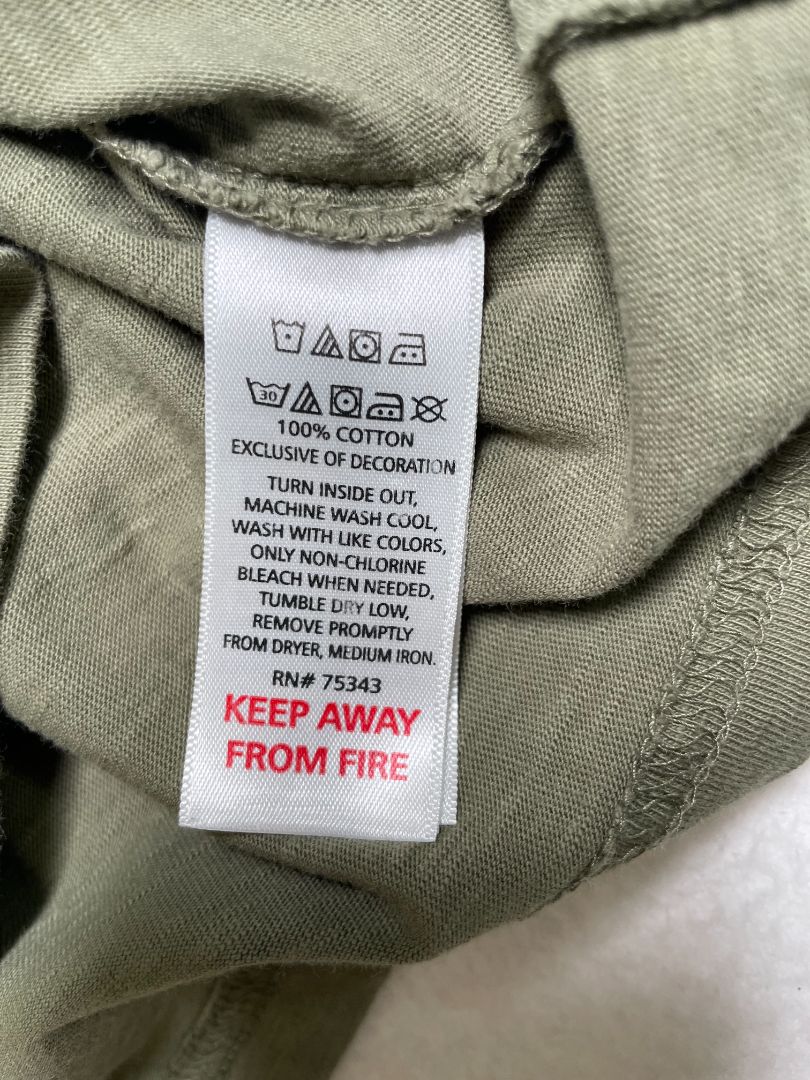 30
100% COTTON
EXCLUSIVE OF DECORATION
TURN INSIDE OUT,
MACHINE WASH COOL,
WASH WITH LIKE COLORS,
ONLY NON-CHLORINE
BLEACH WHEN NEEDED,
TUMBLE DRY LOW,
REMOVE PROMPTLY
FROM DRYER, MEDIUM IRON.
RN# 75343
KEEP AWAY
FROM FIRE